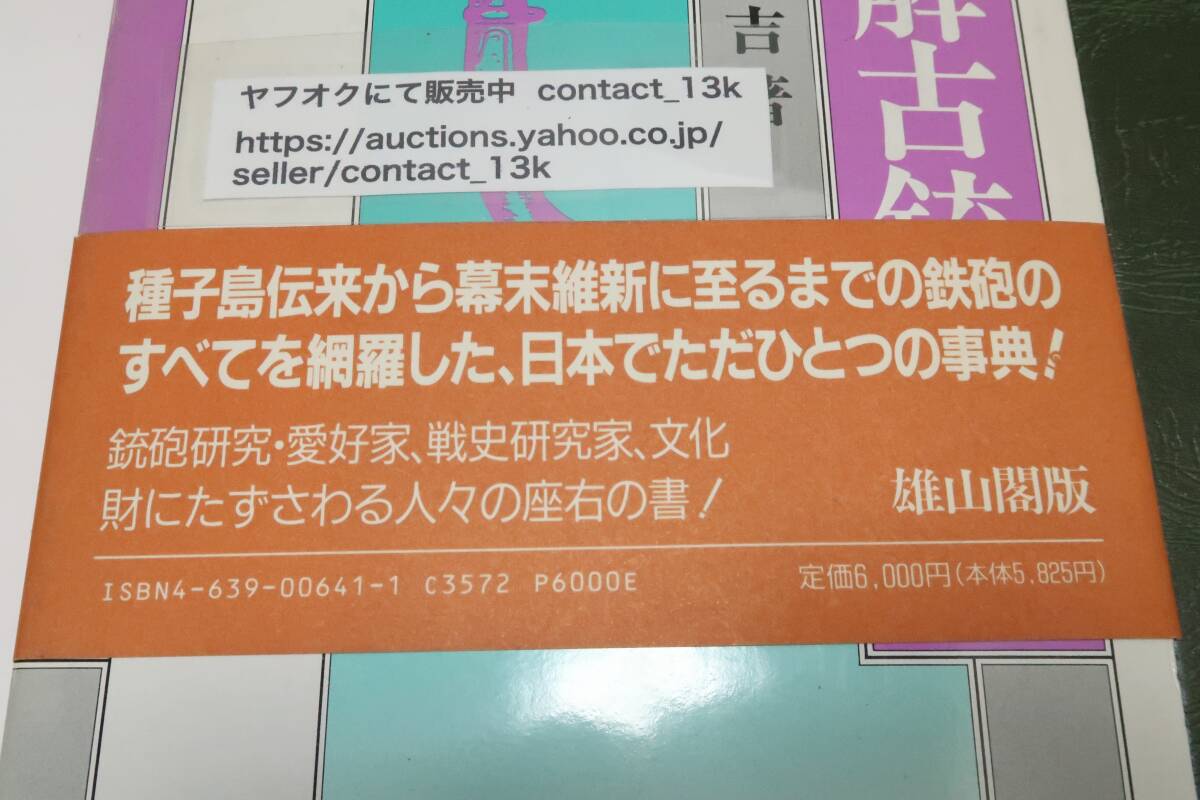 解古銃
吉著
ヤフオクにて販売中 contact_13k
https://auctions.yahoo.co.jp/
seller/contact_13k
種子島伝来から幕末維新に至るまでの鉄砲の
すべてを網羅した、日本でただひとつの事典!
銃砲研究・愛好家、戦史研究家、文化
財にたずさわる人々の座右の書!
雄山閣版
ISBN4-639-00641-1 C3572 P6000E
定価6,000円(本体5,825円)